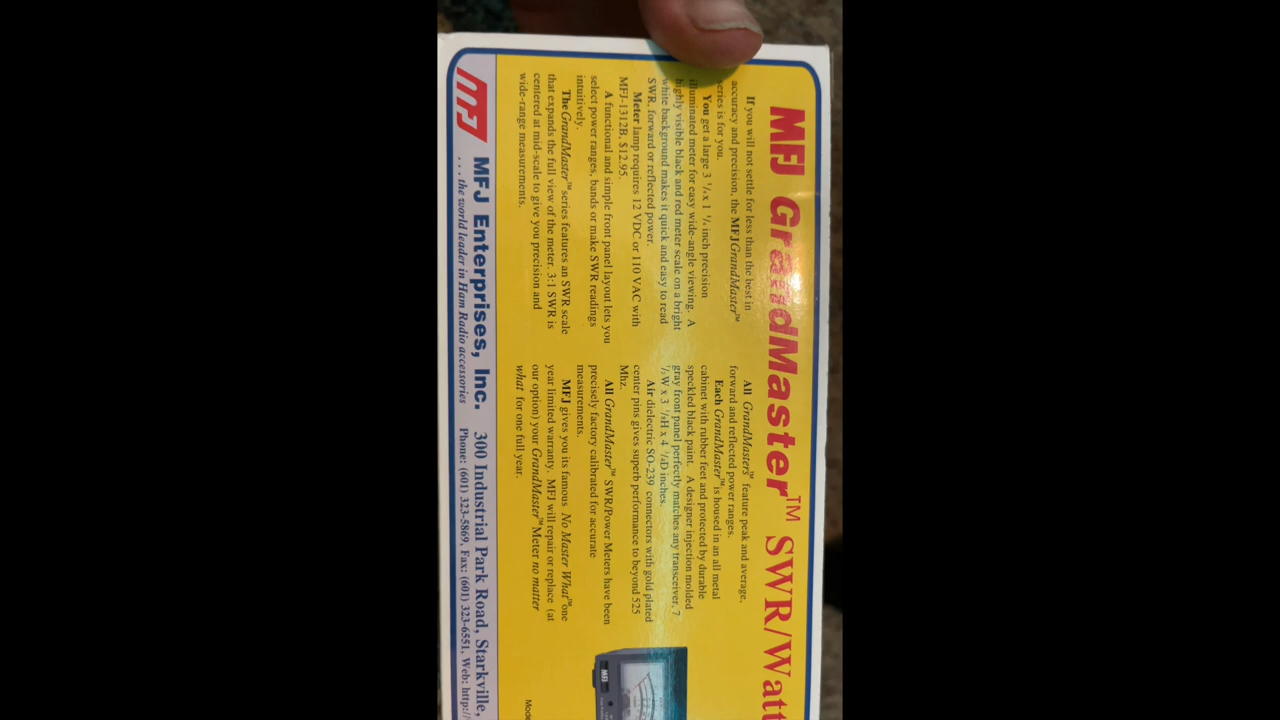 MFJ GrandMaster™ SWR/Watt
If you will not settle for less than the best in
accuracy and precision, the MFJ GrandMaster™
series is for you.
You get a large 3 ¹/₄ x 1 ¹/₄ inch precision
illuminated meter for easy wide-angle viewing. A
highly visible black and red meter scale on a bright
white background makes it quick and easy to read
SWR, forward or reflected power.
Meter lamp requires 12 VDC or 110 VAC with
MFJ-1312B, $12.95.
A functional and simple front panel layout lets you
select power ranges, bands or make SWR readings
intuitively.
The GrandMaster™ series features an SWR scale
that expands the full view of the meter. 3:1 SWR is
centered at mid-scale to give you precision and
wide-range measurements.
All GrandMasters™ feature peak and average,
forward and reflected power ranges.
Each GrandMaster™ is housed in an all metal
cabinet with rubber feet and protected by durable
speckled black paint. A designer injection molded
gray front panel perfectly matches any transceiver. 7
W x 3 H x 4 D inches.
Air dielectric SO-239 connectors with gold plated
center pins gives superb performance to beyond 525
Mhz.
All GrandMaster™ SWR/Power Meters have been
precisely factory calibrated for accurate
measurements.
MFJ gives you its famous No Matter What™ one
year limited warranty. MFJ will repair or replace (at
our option) your GrandMaster™ Meter no matter
what for one full year.
MFJ
Mode
MFJ
MFJ Enterprises, Inc.
. . . the world leader in Ham Radio accessories
300 Industrial Park Road, Starkville,
Phone: (601) 323-5869, Fax: (601) 323-6551, Web: http:/